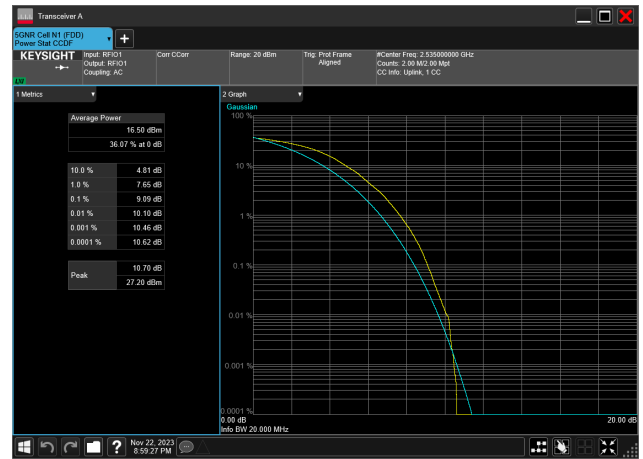 Transceiver A
5GNR Cell N1 (FDD)
Power Stat CCDF
KEYSIGHT
LXI
Input: RFIO1
Output: RFIO1
Coupling: AC
Corr CCorr
Range: 20 dBm
Trig: Prot Frame
Aligned
#Center Freq: 2.535000000 GHz
Counts: 2.00 M/2.00 Mpt
CC Info: Uplink, 1 CC
1 Metrics
Average Power
16.50 dBm
36.07 % at 0 dB
10.0 % 4.81 dB
1.0 % 7.65 dB
0.1 % 9.09 dB
0.01 % 10.10 dB
0.001 % 10.46 dB
0.0001 % 10.62 dB
Peak
10.70 dB
27.20 dBm
2 Graph
Gaussian
100 %
10 %
1 %
0.1 %
0.01 %
0.001 %
0.0001 %
0.00 dB
20.00 dB
Info BW 20.000 MHz
Nov 22, 2023
8:59:27 PM